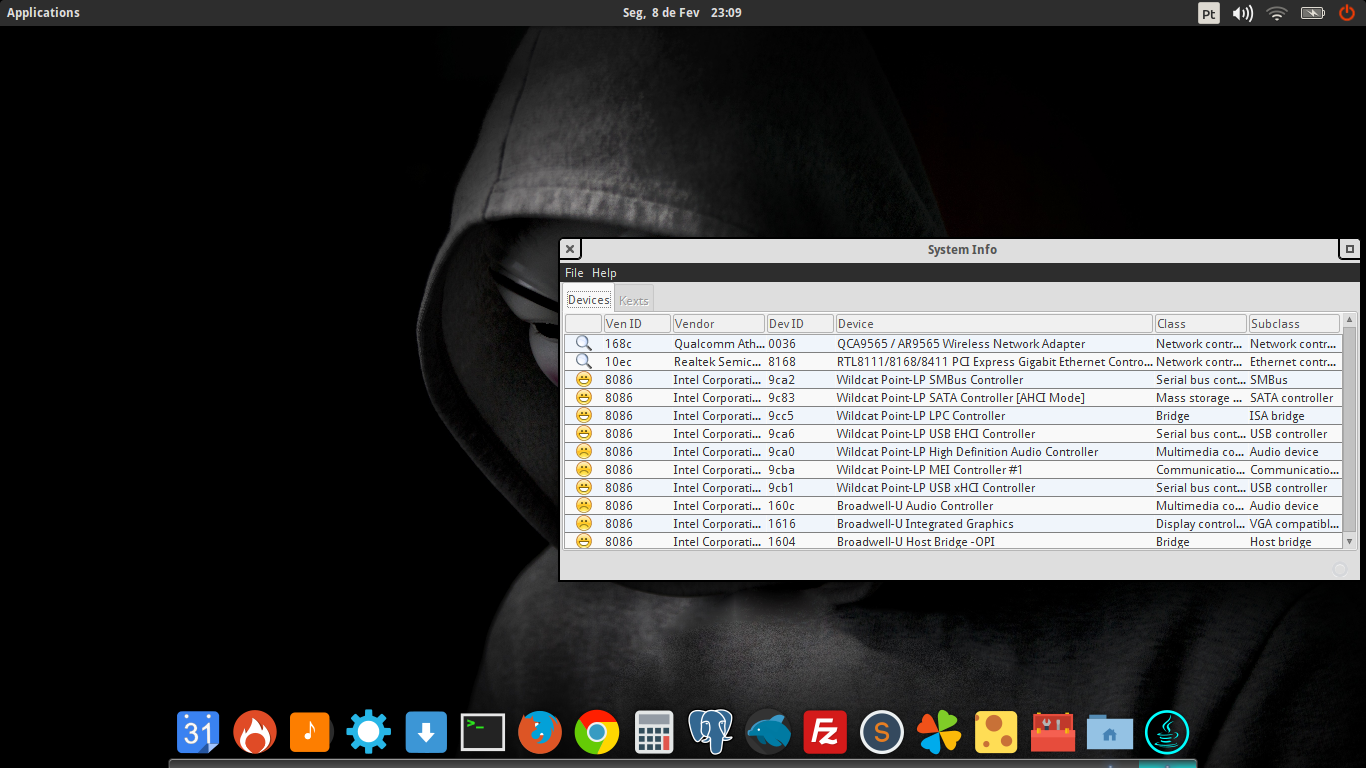 Applications Seg, 8 de Fev 23:09 Pt
System Info
File Help
Devices Kexts
Ven ID Vendor Dev ID Device Class Subclass
168c Qualcomm Ath... 0036 QCA9565 / AR9565 Wireless Network Adapter Network contr... Network contr...
10ec Realtek Semic... 8168 RTL8111/8168/8411 PCI Express Gigabit Ethernet Contro... Network contr... Ethernet contr...
8086 Intel Corporati... 9ca2 Wildcat Point-LP SMBus Controller Serial bus cont... SMBus
8086 Intel Corporati... 9c83 Wildcat Point-LP SATA Controller [AHCI Mode] Mass storage ... SATA controller
8086 Intel Corporati... 9cc5 Wildcat Point-LP LPC Controller Bridge ISA bridge
8086 Intel Corporati... 9ca6 Wildcat Point-LP USB EHCI Controller Serial bus cont... USB controller
8086 Intel Corporati... 9ca0 Wildcat Point-LP High Definition Audio Controller Multimedia co... Audio device
8086 Intel Corporati... 9cba Wildcat Point-LP MEI Controller #1 Communicatio... Communicatio...
8086 Intel Corporati... 9cb1 Wildcat Point-LP USB xHCI Controller Serial bus cont... USB controller
8086 Intel Corporati... 160c Broadwell-U Audio Controller Multimedia co... Audio device
8086 Intel Corporati... 1616 Broadwell-U Integrated Graphics Display control... VGA compatibl...
8086 Intel Corporati... 1604 Broadwell-U Host Bridge -OPI Bridge Host bridge
31 >_ Fz S